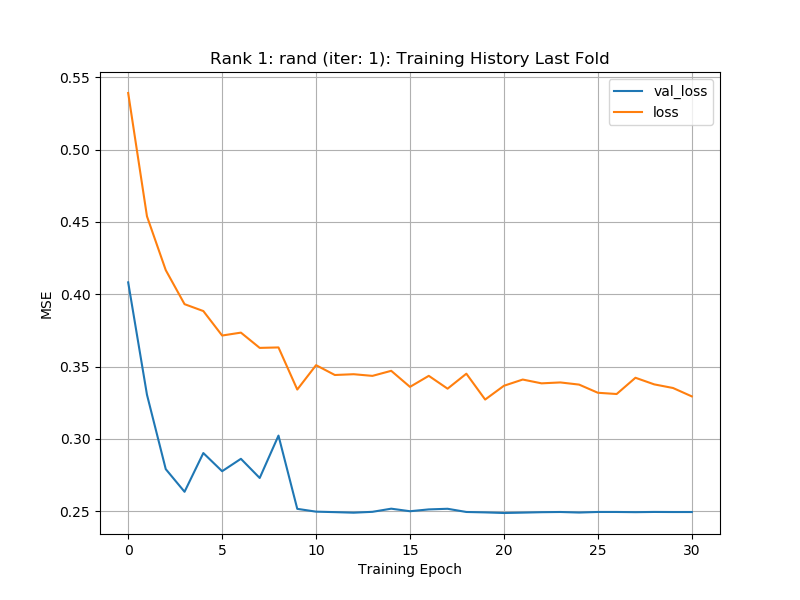 Rank 1: rand (iter: 1): Training History Last Fold
val_loss
loss
MSE
0.55
0.50
0.45
0.40
0.35
0.30
0.25
0 5 10 15 20 25 30
Training Epoch